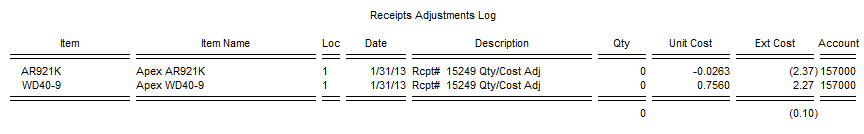 Receipts Adjustments Log
Item Item Name Loc Date Description Qty Unit Cost Ext Cost Account
AR921K Apex AR921K 1 1/31/13 Rcpt# 15249 Qty/Cost Adj 0 -0.0263 (2.37) 157000
WD40-9 Apex WD40-9 1 1/31/13 Rcpt# 15249 Qty/Cost Adj 0 0.7560 2.27 157000
0 (0.10)